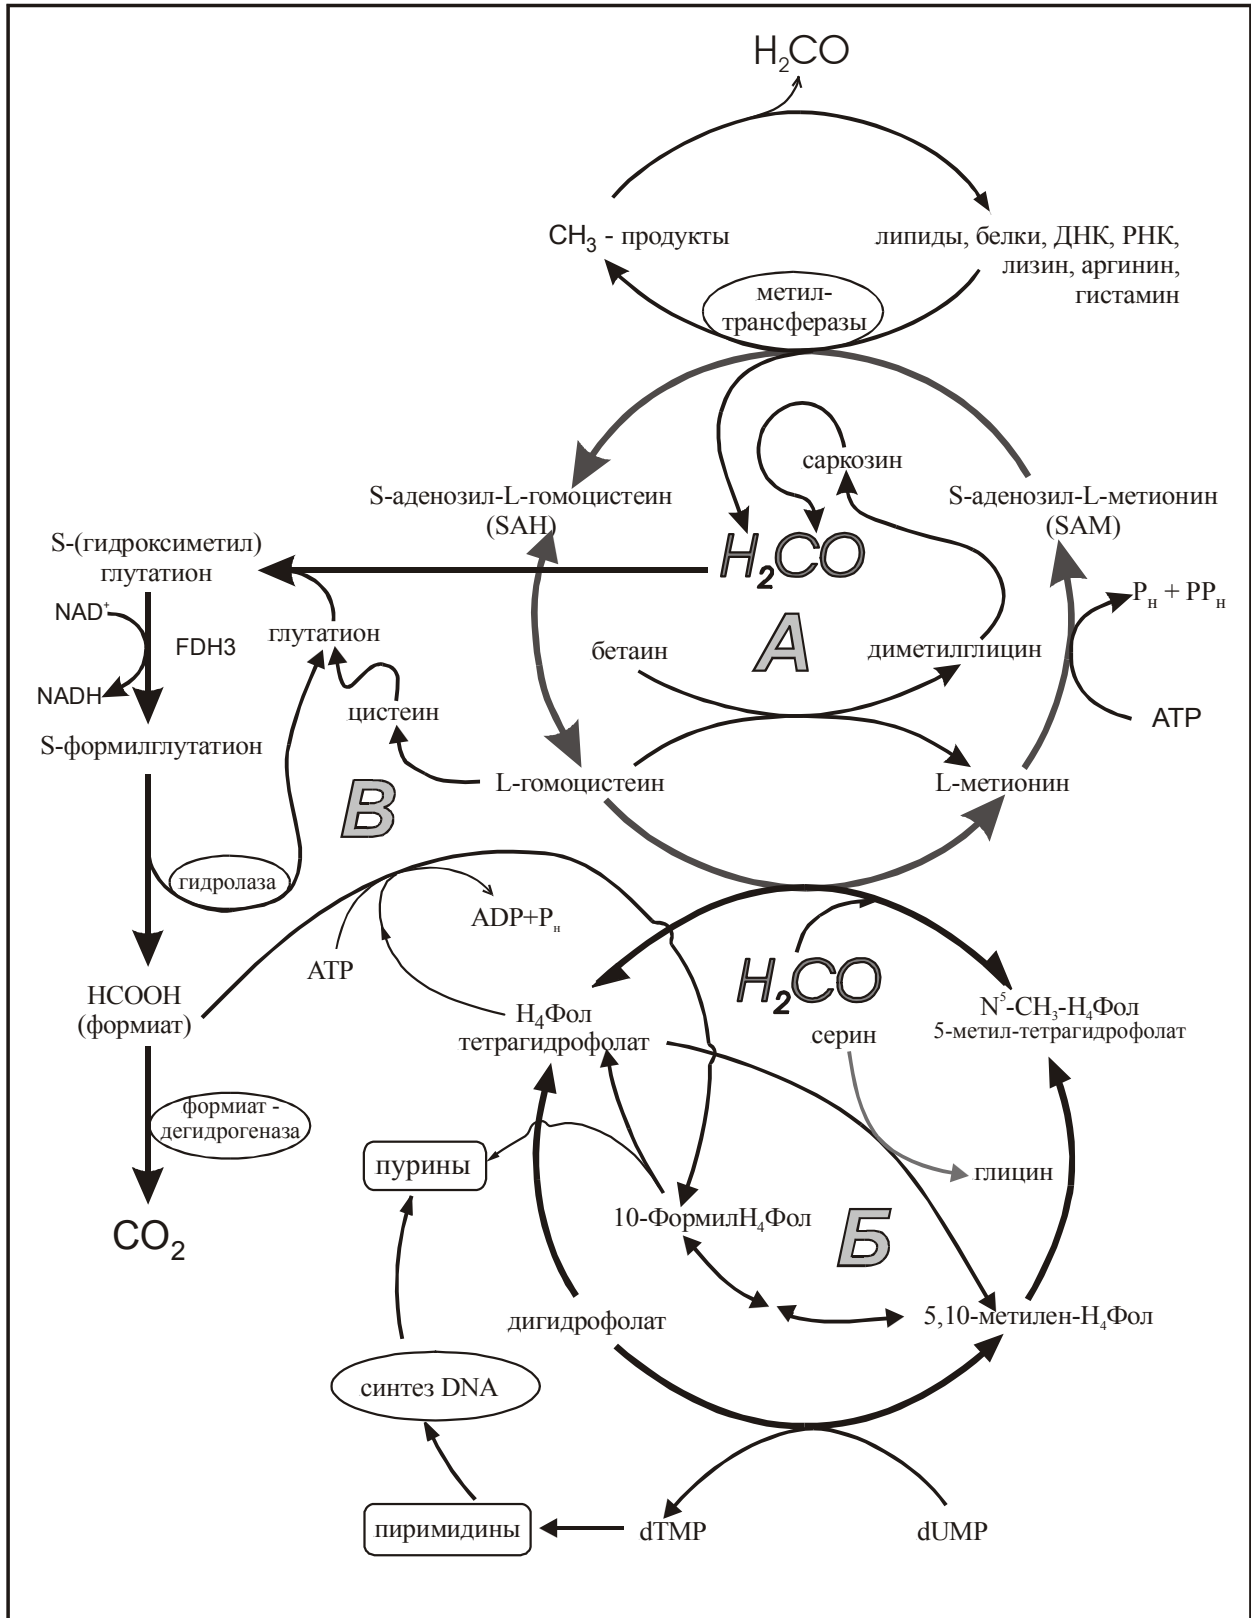 H₂CO
CH₃ - продукты
липиды, белки, ДНК, РНК,
лизин, аргинин,
гистамин
метил-
трансферазы
саркозин
S-аденозил-L-гомоцистеин
(SAH)
S-аденозил-L-метионин
(SAM)
S-(гидроксиметил)
глутатион
H₂CO
NAD⁺
FDH3
NADH
глутатион
Pн + PPн
А
бетаин
диметилглицин
цистеин
ATP
S-формилглутатион
L-гомоцистеин
L-метионин
В
гидролаза
ADP+Pн
ATP
HCOOH
(формиат)
H₄Фол
тетрагидрофолат
H₂CO
серин
N⁵-CH₃-H₄Фол
5-метил-тетрагидрофолат
формиат -
дегидрогеназа
пурины
глицин
CO₂
10-ФормилH₄Фол
Б
дигидрофолат
5,10-метилен-H₄Фол
синтез DNA
пиримидины
dTMP
dUMP